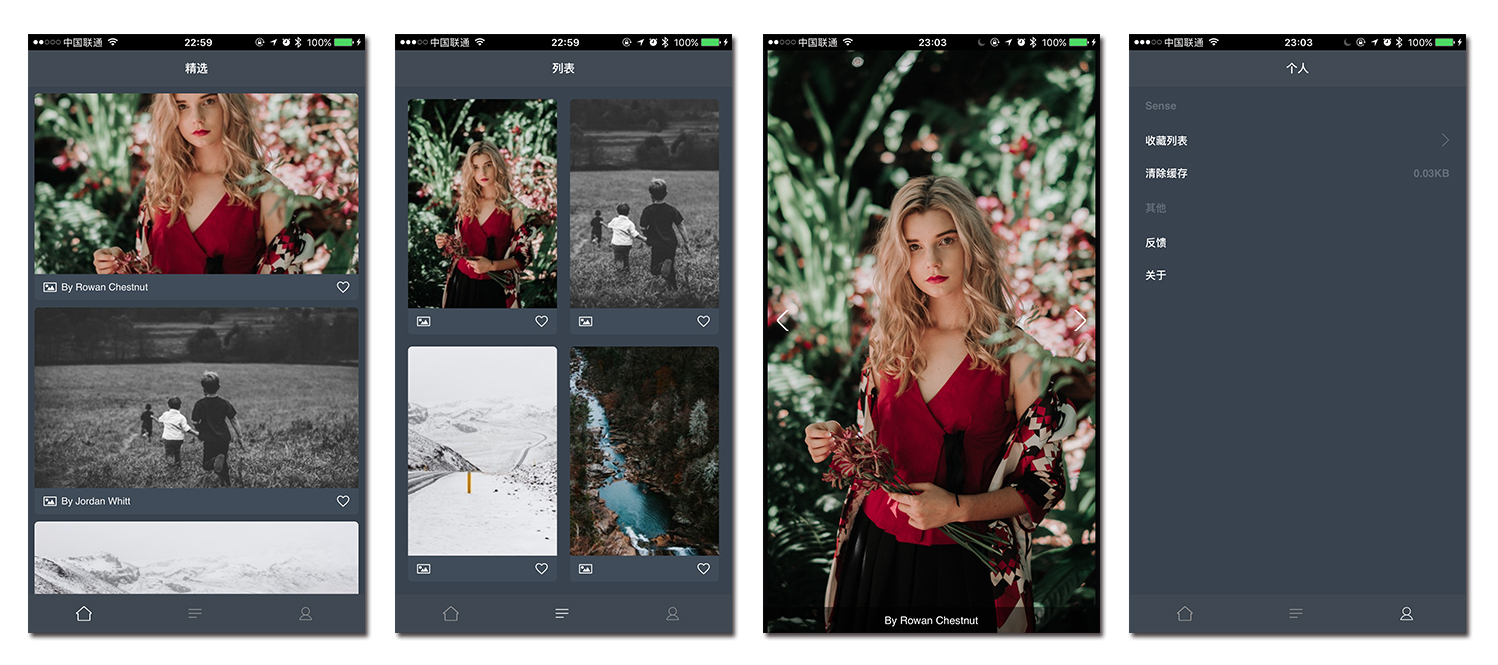 中国联通
22:59
100%
精选
By Rowan Chestnut
By Jordan Whitt
中国联通
22:59
100%
列表
中国联通
23:03
100%
By Rowan Chestnut
中国联通
23:03
100%
个人
Sense
收藏列表
清除缓存 0.03KB
其他
反馈
关于